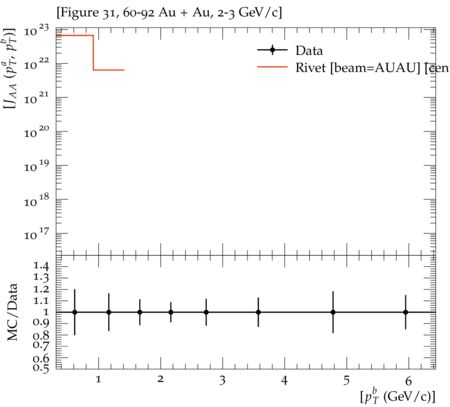 [Figure 31, 60-92 Au + Au, 2-3 GeV/c]
[J_AA (p_T^a, p_T^b)]
10^23
10^22
10^21
10^20
10^19
10^18
10^17
Data
Rivet [beam=AUAU] [cen
MC/Data
1.4
1.3
1.2
1.1
1
0.9
0.8
0.7
0.6
0.5
1 2 3 4 5 6
[p_T^b (GeV/c)]